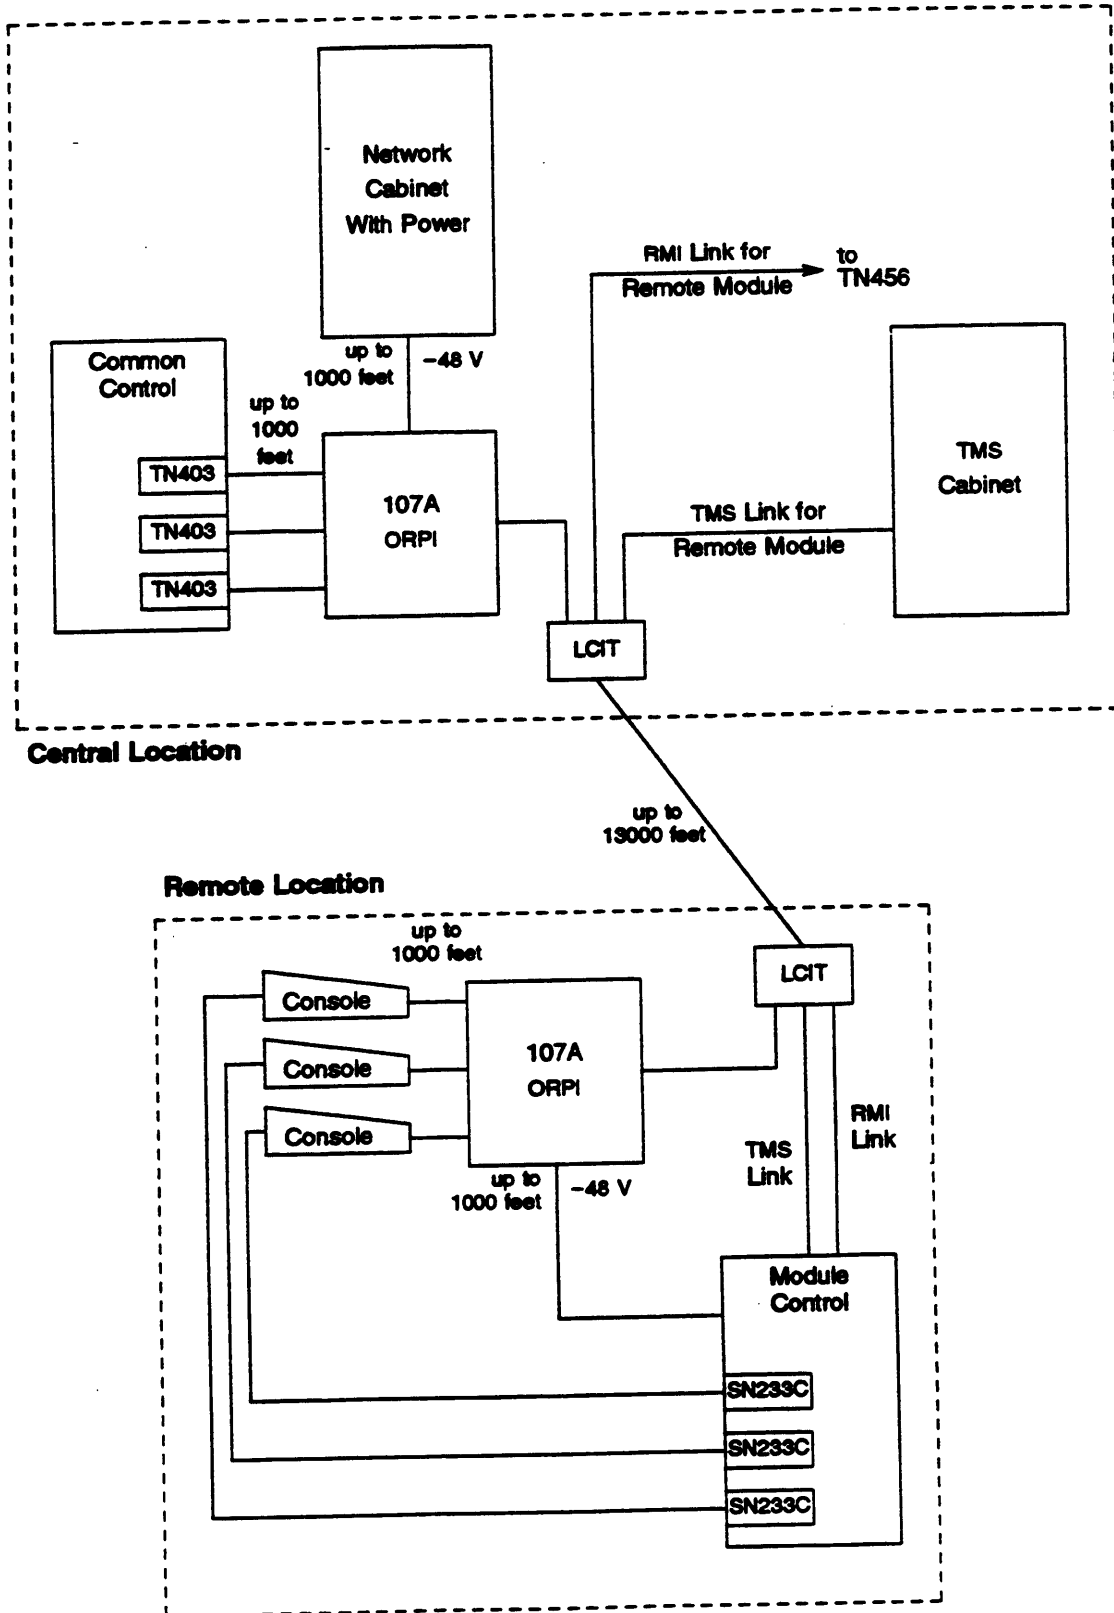 Network
Cabinet
With Power
RMI Link for
Remote Module
to
TN456
Common
Control
up to
1000 feet
-48 V
up to
1000
feet
TN403
TN403
TN403
107A
ORPI
TMS
Cabinet
TMS Link for
Remote Module
LCIT
Central Location
up to
13000 feet
Remote Location
up to
1000 feet
Console
Console
Console
107A
ORPI
LCIT
RMI
Link
TMS
Link
up to
1000 feet
-48 V
Module
Control
SN233C
SN233C
SN233C